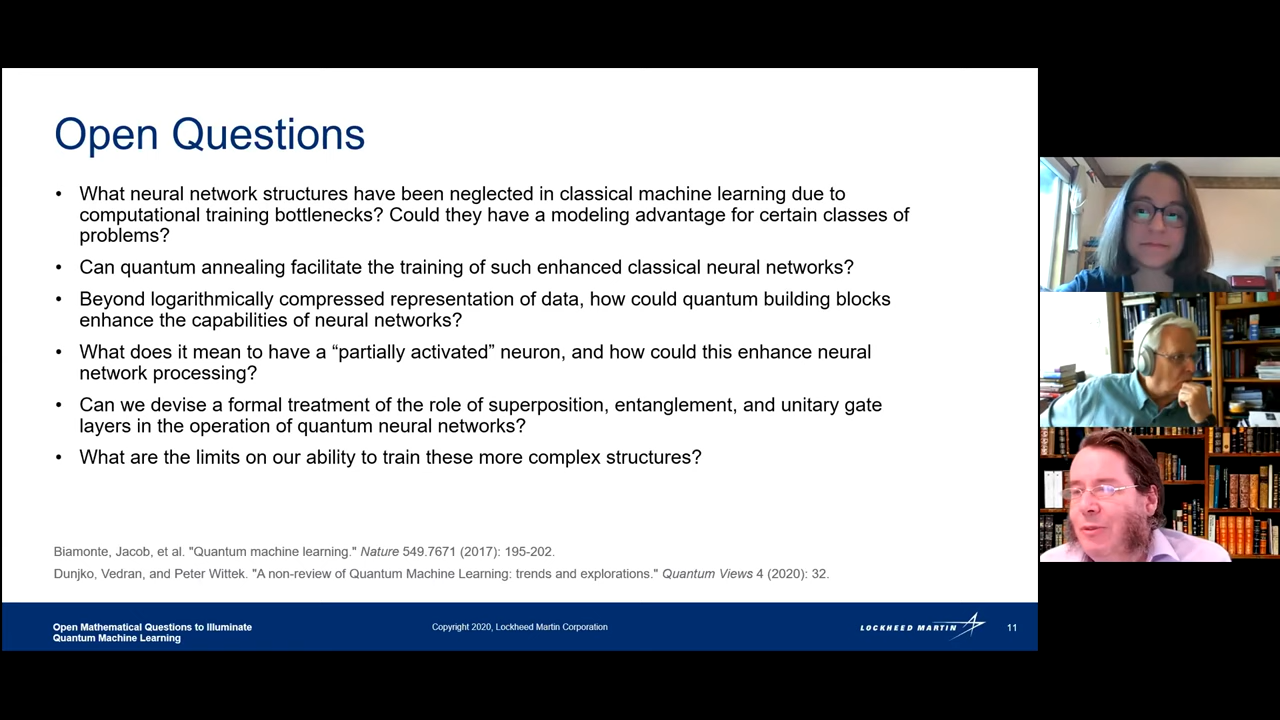 Open Questions
• What neural network structures have been neglected in classical machine learning due to
computational training bottlenecks? Could they have a modeling advantage for certain classes of
problems?
• Can quantum annealing facilitate the training of such enhanced classical neural networks?
• Beyond logarithmically compressed representation of data, how could quantum building blocks
enhance the capabilities of neural networks?
• What does it mean to have a “partially activated” neuron, and how could this enhance neural
network processing?
• Can we devise a formal treatment of the role of superposition, entanglement, and unitary gate
layers in the operation of quantum neural networks?
• What are the limits on our ability to train these more complex structures?
Biamonte, Jacob, et al. "Quantum machine learning." Nature 549.7671 (2017): 195-202.
Dunjko, Vedran, and Peter Wittek. "A non-review of Quantum Machine Learning: trends and explorations." Quantum Views 4 (2020): 32.
Open Mathematical Questions to Illuminate
Quantum Machine Learning
Copyright 2020, Lockheed Martin Corporation
LOCKHEED MARTIN
11